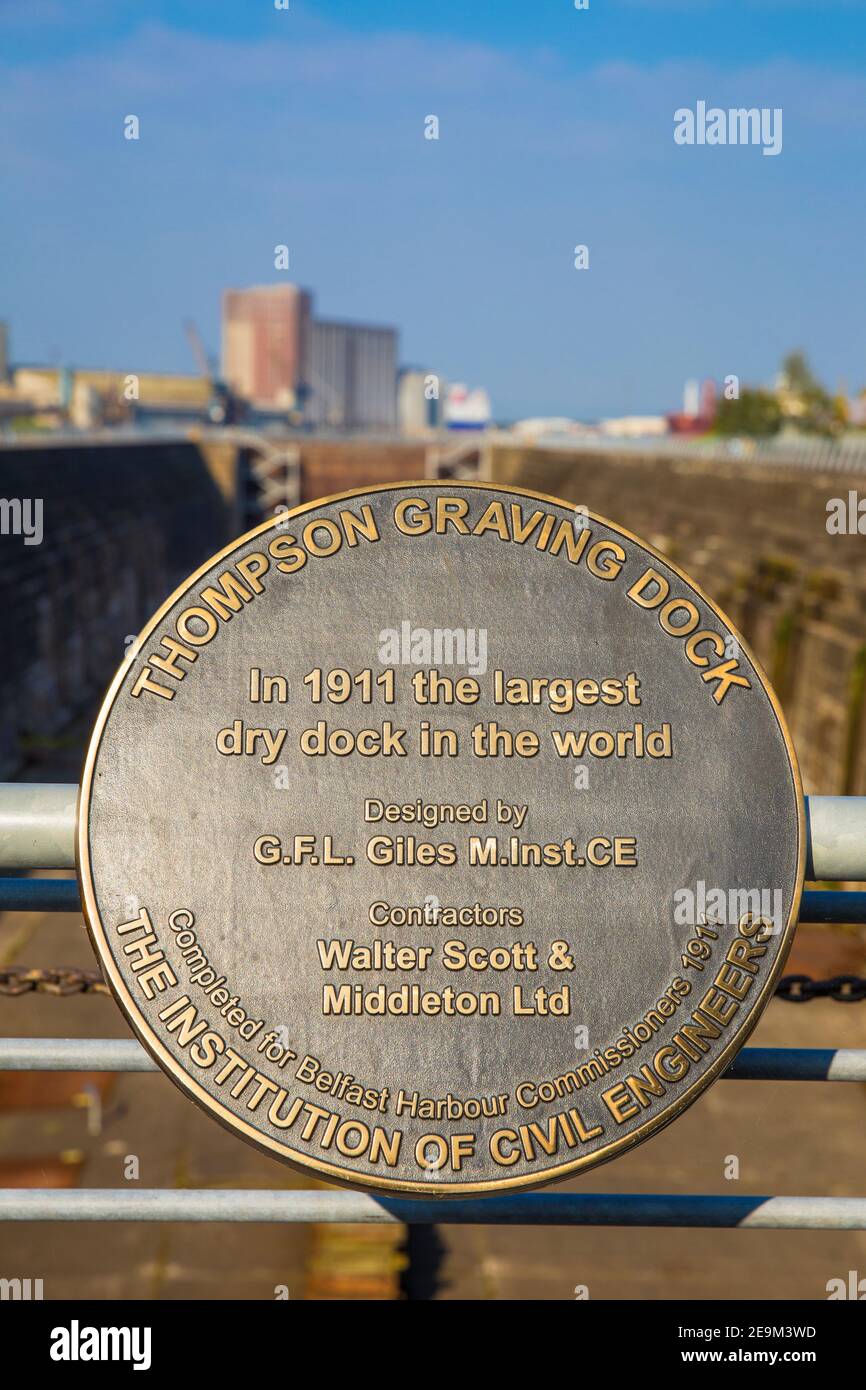 THOMPSON GRAVING DOCK
In 1911 the largest
dry dock in the world
Designed by
G.F.L. Giles M.Inst.CE
Contractors
Walter Scott &
Middleton Ltd
Completed for Belfast Harbour Commissioners 1911
THE INSTITUTION OF CIVIL ENGINEERS
alamy
alamy
Image ID: 2E9M3WD
www.alamy.com